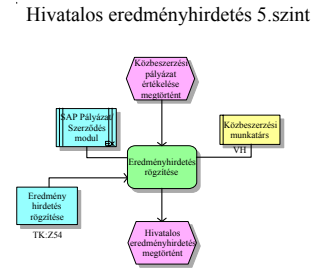 Hivatalos eredményhirdetés 5.szint
Közbeszerzési
pályázat
értékelése
megtörtént
SAP Pályázat/
Szerződés
modul
Ex
Közbeszerzési
munkatárs
VH
Eredményhirdetés
rögzítése
Eredmény
hirdetés
rögzítése
TK:Z54
Hivatalos
eredményhirdetés
megtörtént